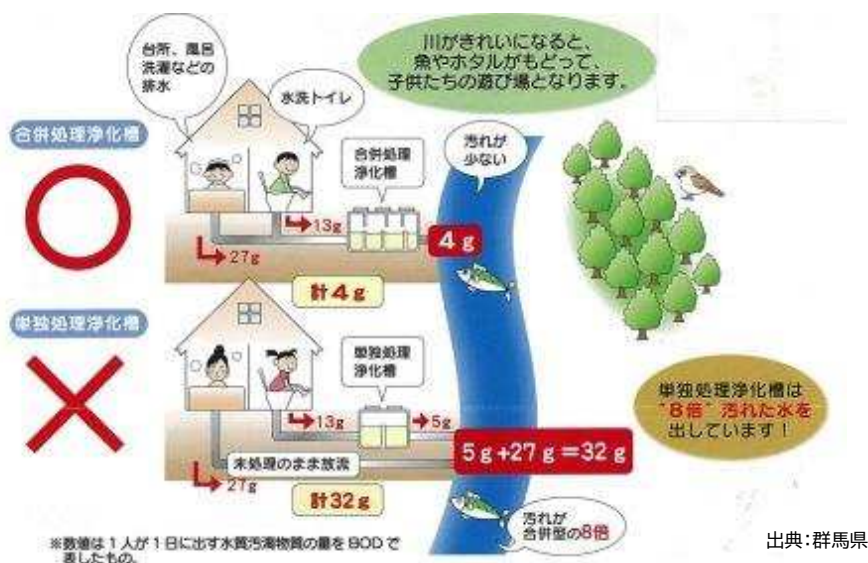 台所、風呂
洗濯などの
排水
水洗トイレ
川がきれいになると、
魚やホタルがもどって、
子供たちの遊び場となります。
合併処理浄化槽
合併処理
浄化槽
汚れが
少ない
13g
27g
4g
計4g
単独処理浄化槽
単独処理
浄化槽
13g
5g
未処理のまま放流
27g
5g+27g=32g
計32g
単独処理浄化槽は
"8倍"汚れた水を
出しています!
汚れが
合併型の8倍
※数値は1人が1日に出す水質汚濁物質の量をBODで
表したもの。
出典:群馬県